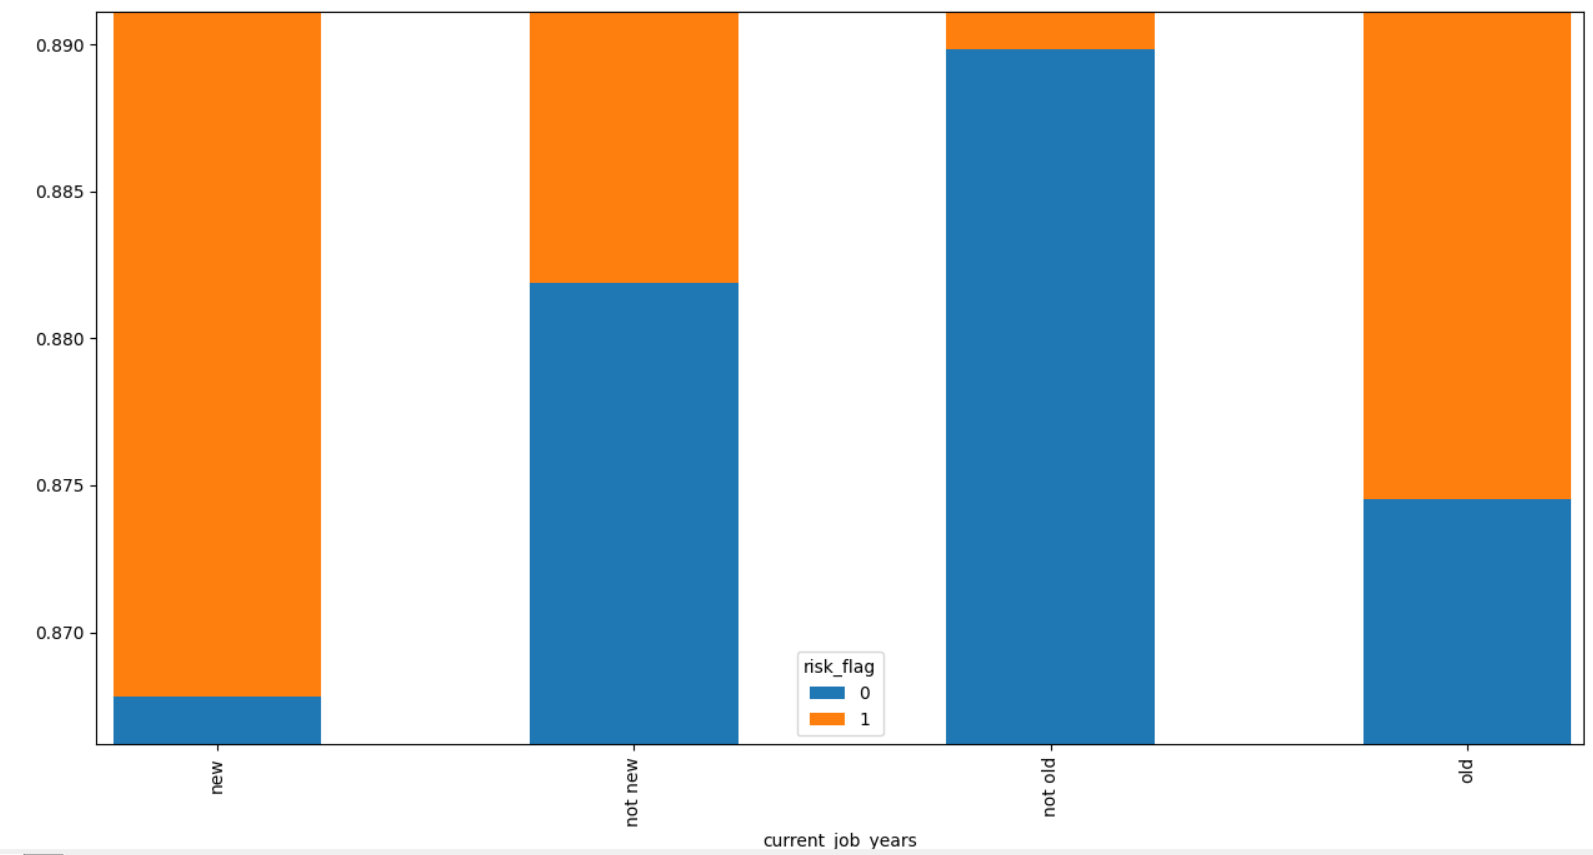 0.890
0.885
0.880
0.875
0.870
risk_flag
0
1
new
not new
not old
old
current_job_years